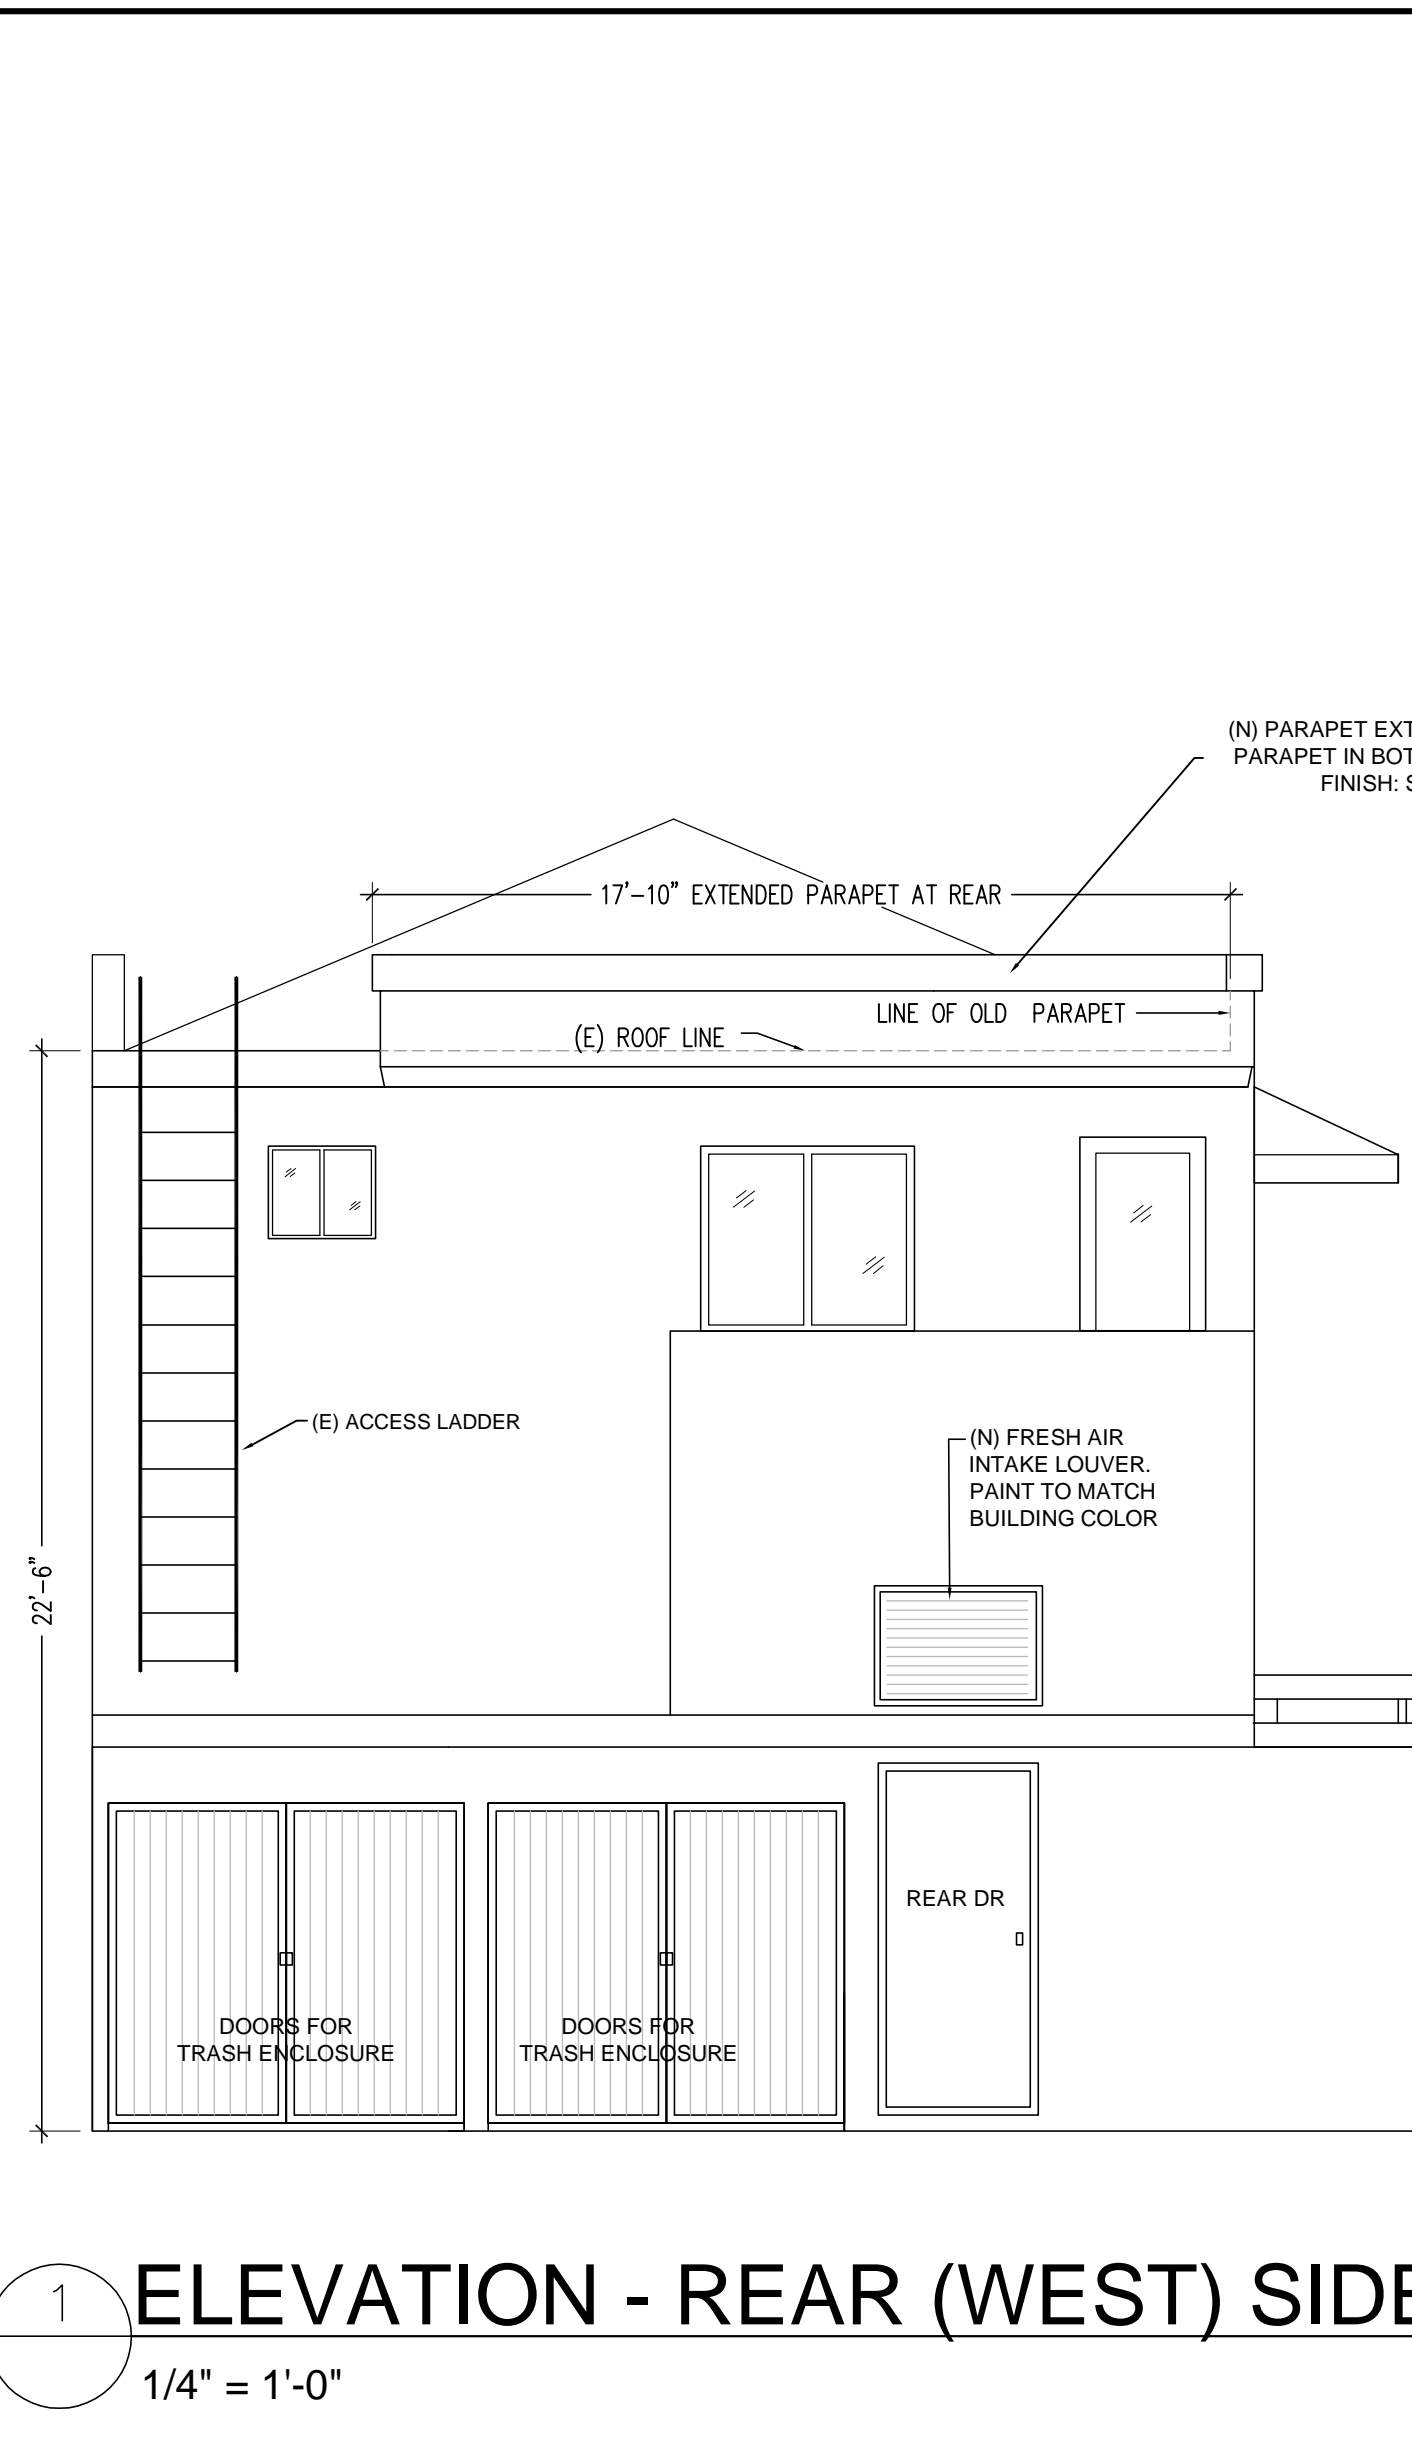 (N) PARAPET EXT
PARAPET IN BOT
FINISH: S
17'-10" EXTENDED PARAPET AT REAR
LINE OF OLD PARAPET
(E) ROOF LINE
(E) ACCESS LADDER
(N) FRESH AIR
INTAKE LOUVER.
PAINT TO MATCH
BUILDING COLOR
22'-6"
REAR DR
DOORS FOR
TRASH ENCLOSURE
DOORS FOR
TRASH ENCLOSURE
1
ELEVATION - REAR (WEST) SIDE
1/4" = 1'-0"